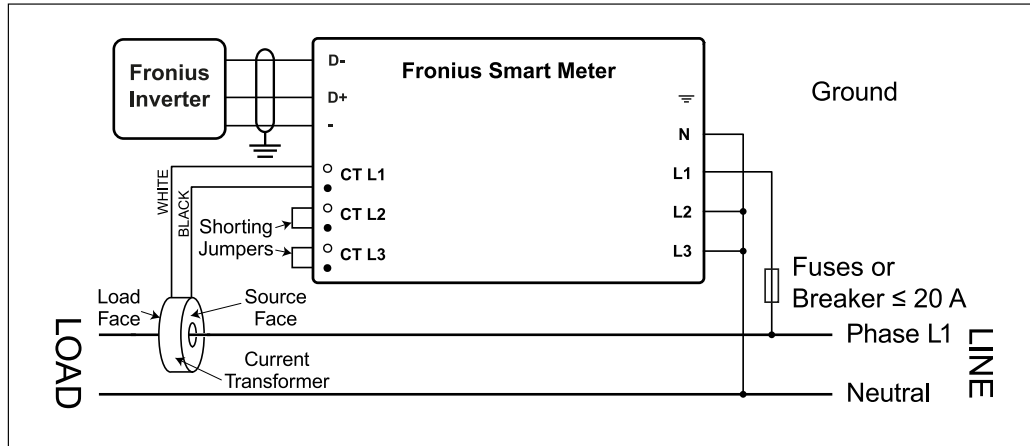 Fronius
Inverter
D-
D+
-
Fronius Smart Meter
Ground
N
L1
L2
L3
CT L1
CT L2
CT L3
WHITE
BLACK
Shorting
Jumpers
Load
Face
Source
Face
Current
Transformer
Fuses or
Breaker ≤ 20 A
Phase L1
Neutral
LOAD
LINE